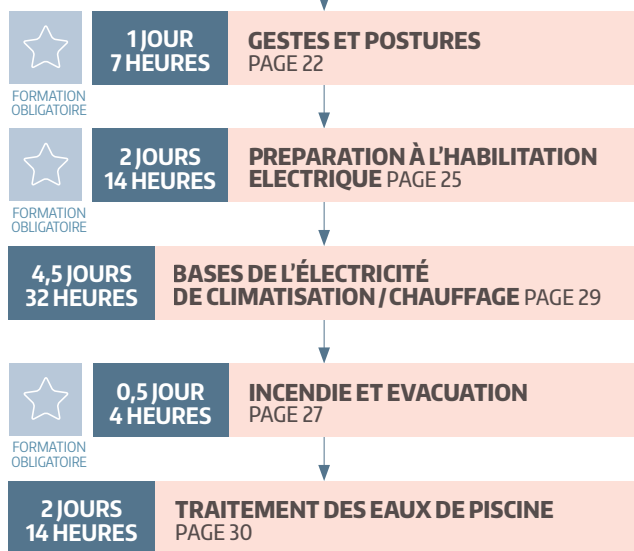 1 JOUR
7 HEURES
GESTES ET POSTURES
PAGE 22
FORMATION
OBLIGATOIRE
2 JOURS
14 HEURES
PREPARATION À L'HABILITATION
ELECTRIQUE PAGE 25
FORMATION
OBLIGATOIRE
4,5 JOURS
32 HEURES
BASES DE L'ÉLECTRICITÉ
DE CLIMATISATION / CHAUFFAGE PAGE 29
0,5 JOUR
4 HEURES
INCENDIE ET EVACUATION
PAGE 27
FORMATION
OBLIGATOIRE
2 JOURS
14 HEURES
TRAITEMENT DES EAUX DE PISCINE
PAGE 30